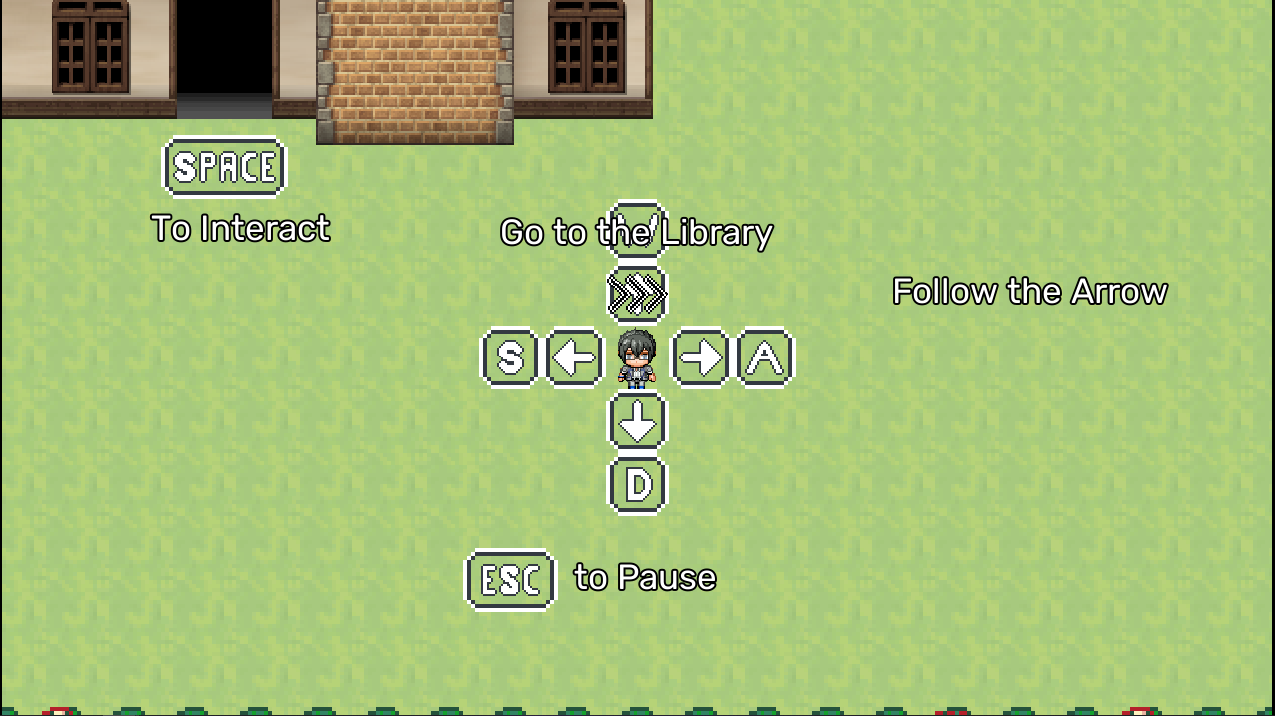 SPACE
To Interact
Go to the Library
Follow the Arrow
S
A
D
ESC
to Pause